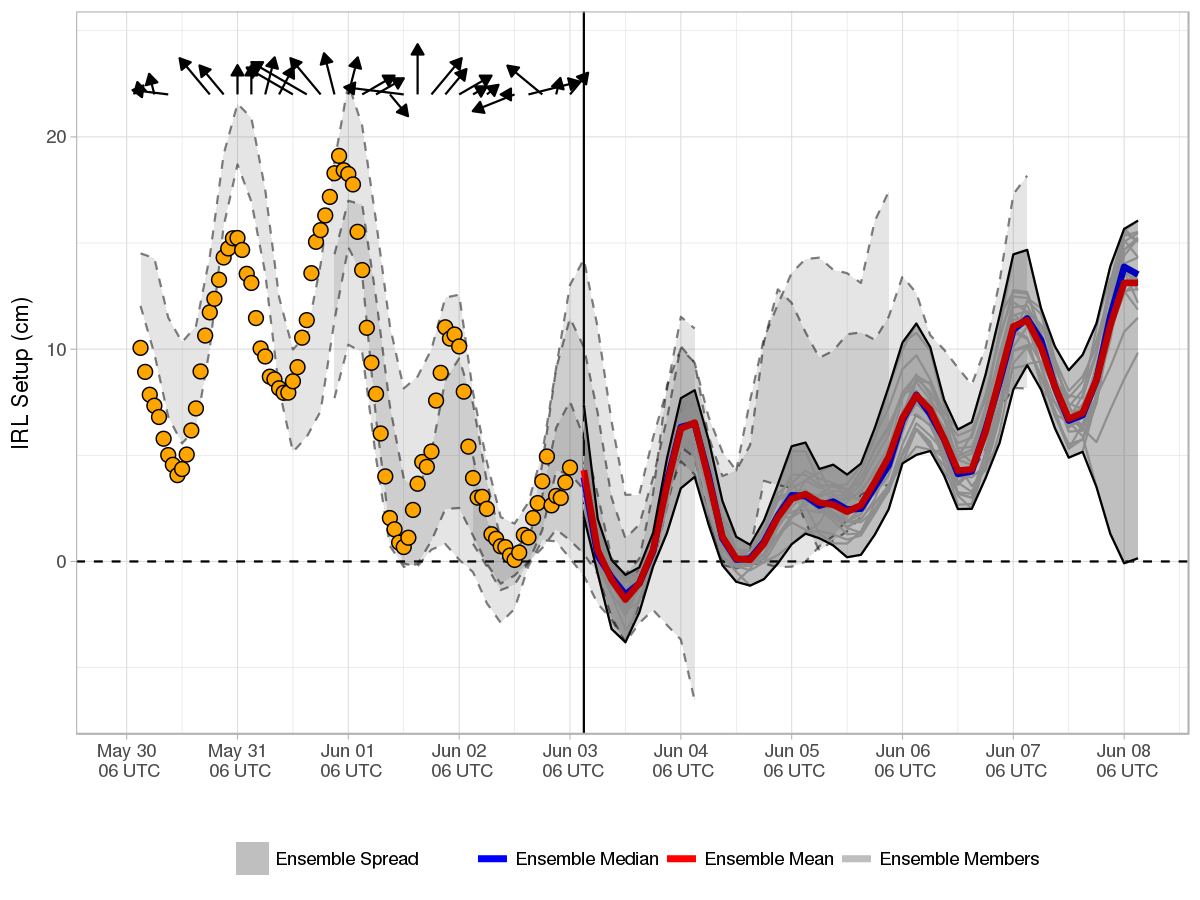 IRL Setup (cm)
20
10
0
May 30 May 31 Jun 01 Jun 02 Jun 03 Jun 04 Jun 05 Jun 06 Jun 07 Jun 08
06 UTC 06 UTC 06 UTC 06 UTC 06 UTC 06 UTC 06 UTC 06 UTC 06 UTC 06 UTC
Ensemble Spread Ensemble Median Ensemble Mean Ensemble Members